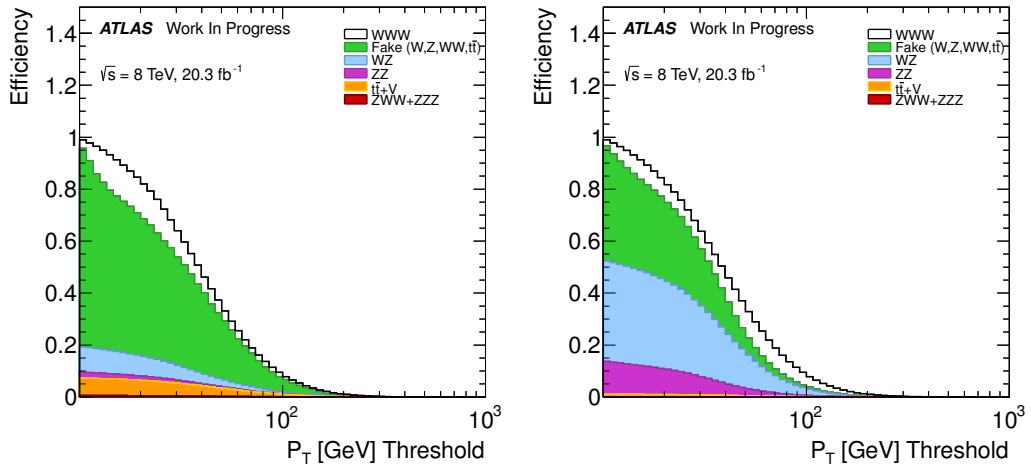 Efficiency
1.4
1.2
1
0.8
0.6
0.4
0.2
0
ATLAS Work In Progress
√s = 8 TeV, 20.3 fb⁻¹
WWW
Fake (W,Z,WW,tt̄)
WZ
ZZ
tt̄+V
ZWW+ZZZ
10²
10³
P_T [GeV] Threshold
Efficiency
1.4
1.2
1
0.8
0.6
0.4
0.2
0
ATLAS Work In Progress
√s = 8 TeV, 20.3 fb⁻¹
WWW
Fake (W,Z,WW,tt̄)
WZ
ZZ
tt̄+V
ZWW+ZZZ
10²
10³
P_T [GeV] Threshold